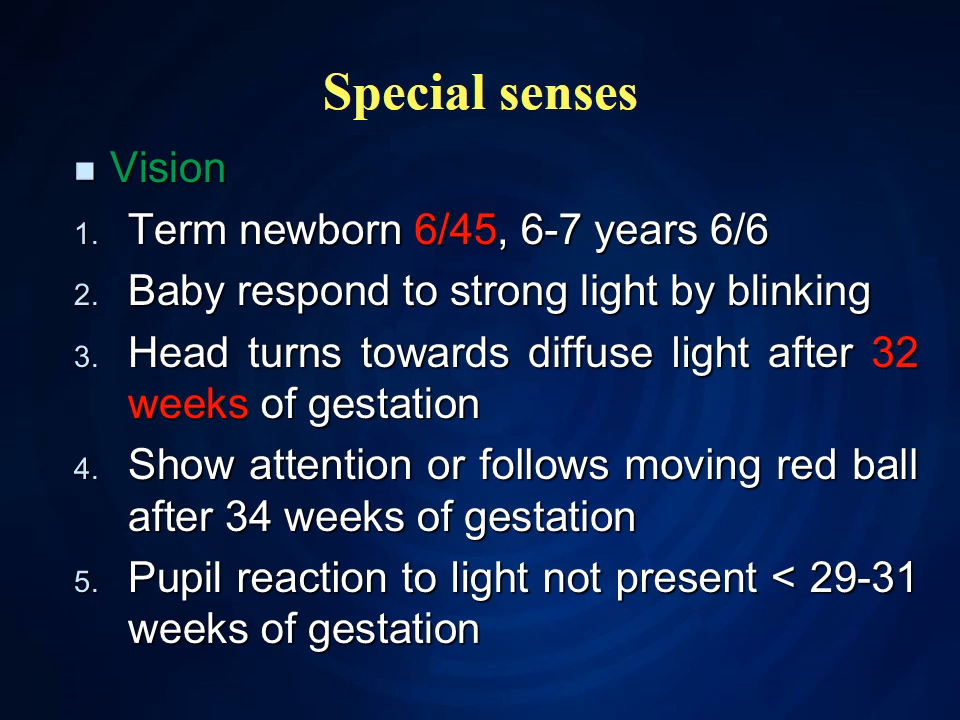 Special senses
Vision
1. Term newborn 6/45, 6-7 years 6/6
2. Baby respond to strong light by blinking
3. Head turns towards diffuse light after 32
weeks of gestation
4. Show attention or follows moving red ball
after 34 weeks of gestation
5. Pupil reaction to light not present < 29-31
weeks of gestation